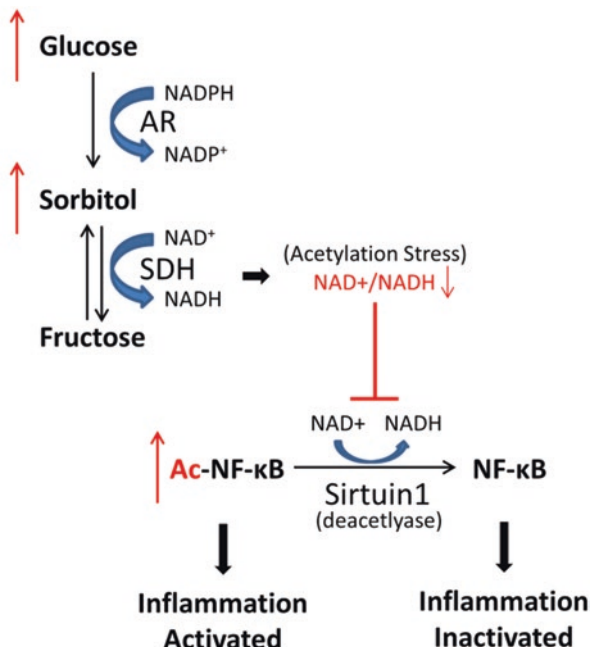 Glucose
NADPH
AR
NADP⁺
Sorbitol
NAD⁺
SDH
NADH
Fructose
(Acetylation Stress)
NAD+/NADH ↓
NAD+ NADH
Ac-NF-κB
NF-κB
Sirtuin1
(deacetlyase)
Inflammation
Activated
Inflammation
Inactivated